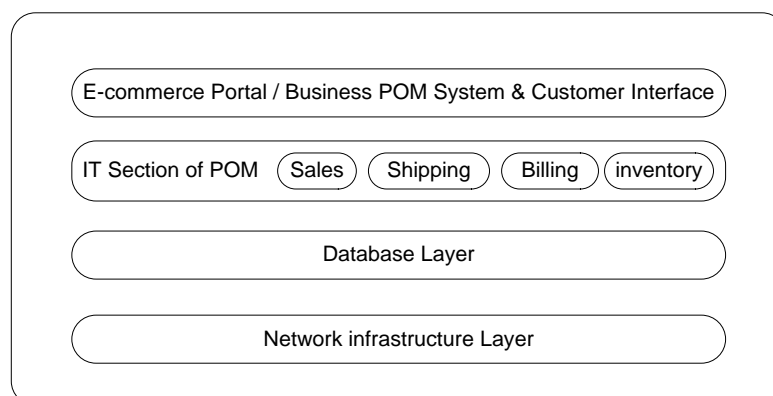 E-commerce Portal / Business POM System & Customer Interface
IT Section of POM Sales Shipping Billing inventory
Database Layer
Network infrastructure Layer